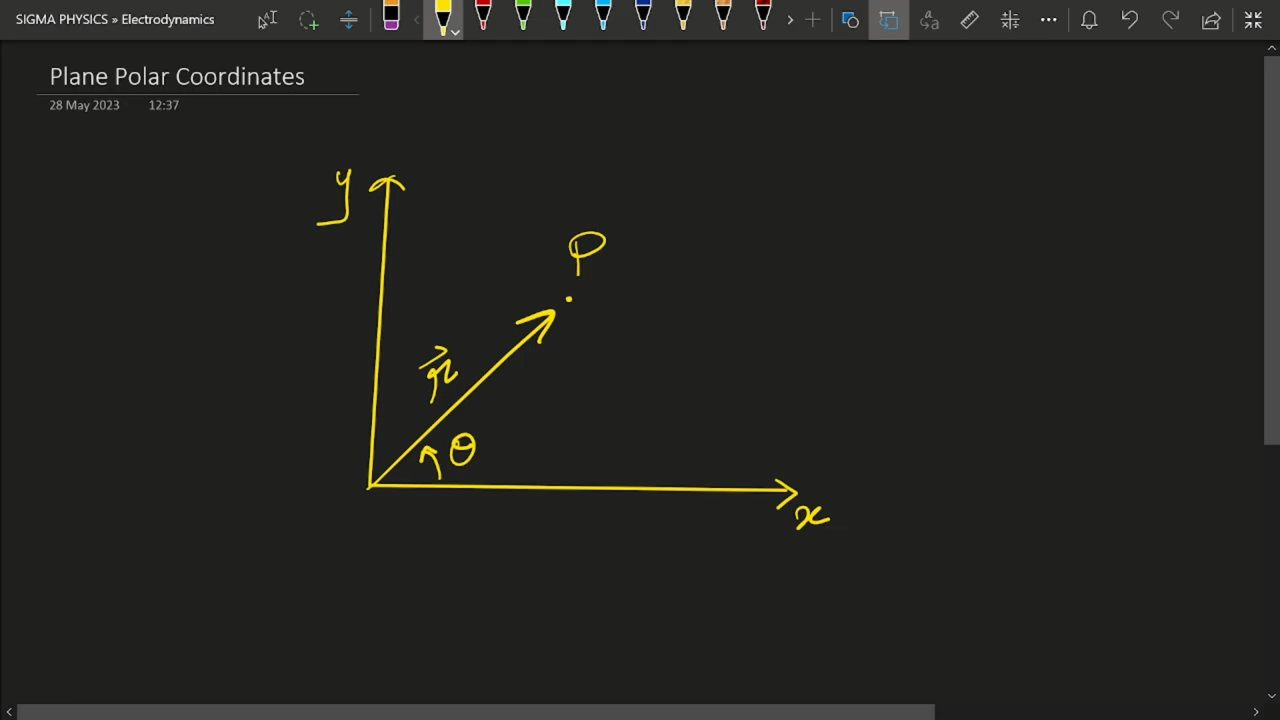 SIGMA PHYSICS » Electrodynamics
Plane Polar Coordinates
28 May 2023 12:37
y
P
r⃗
θ
x